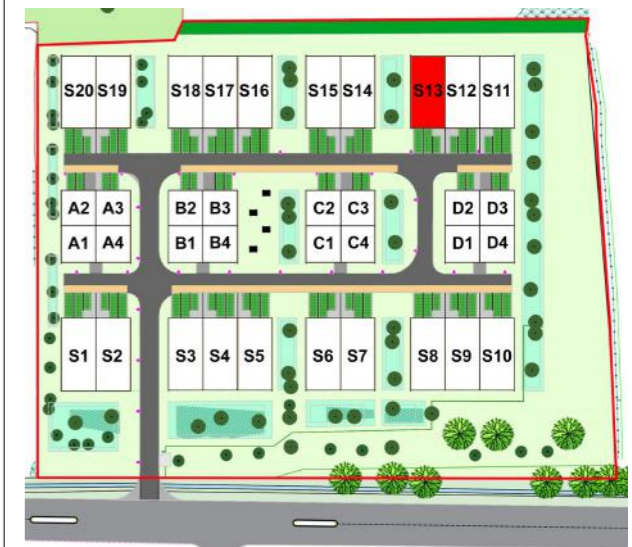 S20 S19 S18 S17 S16 S15 S14 S13 S12 S11
A2 A3 B2 B3 C2 C3 D2 D3
A1 A4 B1 B4 C1 C4 D1 D4
S1 S2 S3 S4 S5 S6 S7 S8 S9 S10